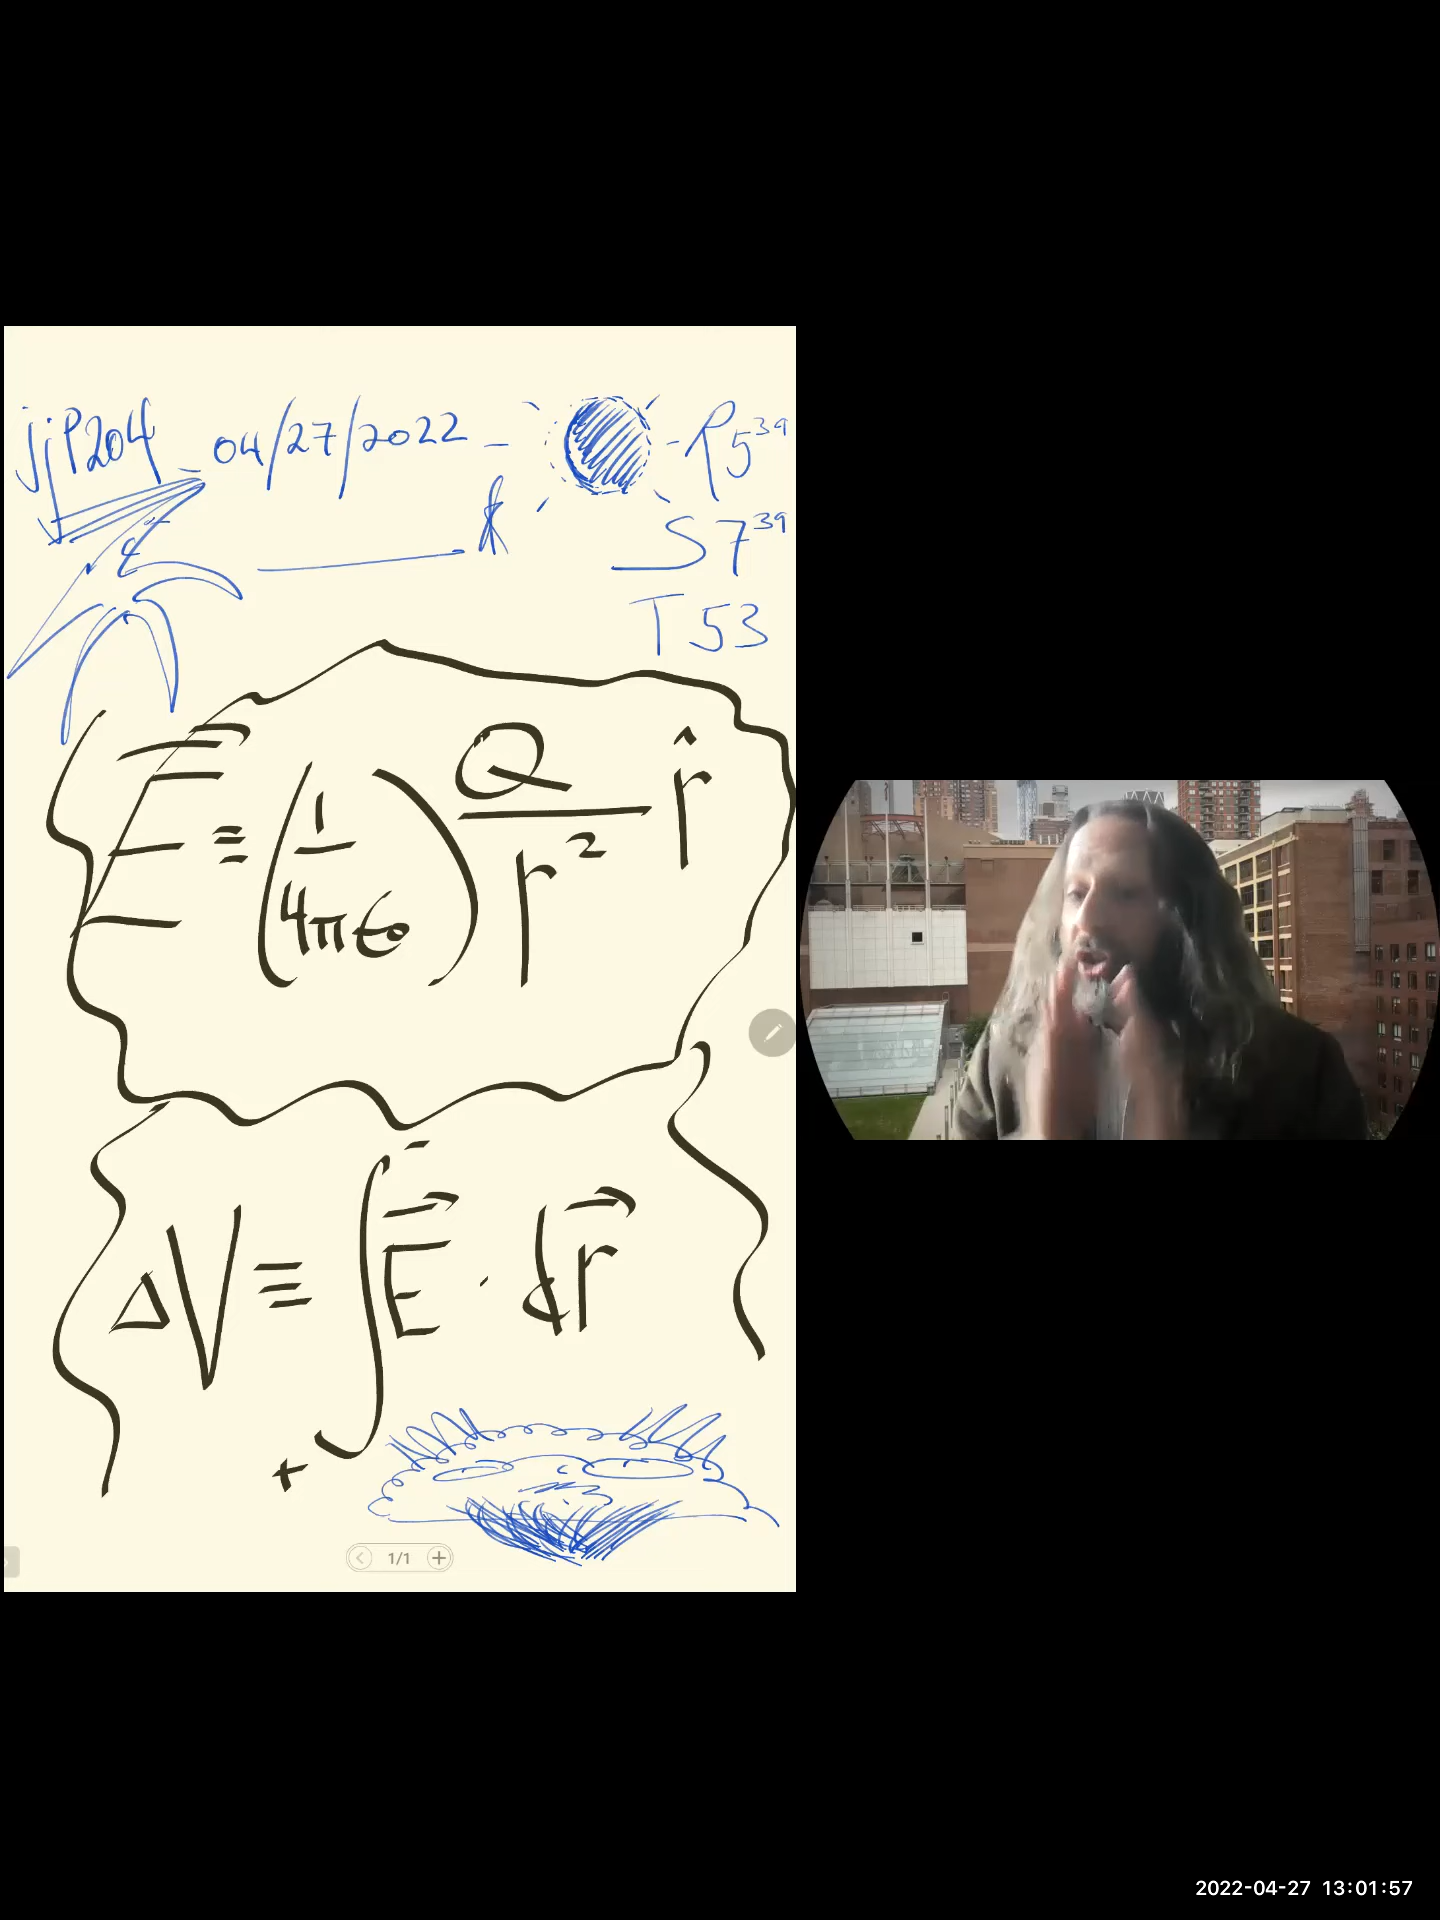 jjP204 - 04/27/2022 - - R5³⁹
S7³⁹
T53
E⃗ = (1/4πϵ₀) Q/r² r̂
-
ΔV ≡ ∫ E⃗ · dr⃗
+
1/1
2022-04-27 13:01:57